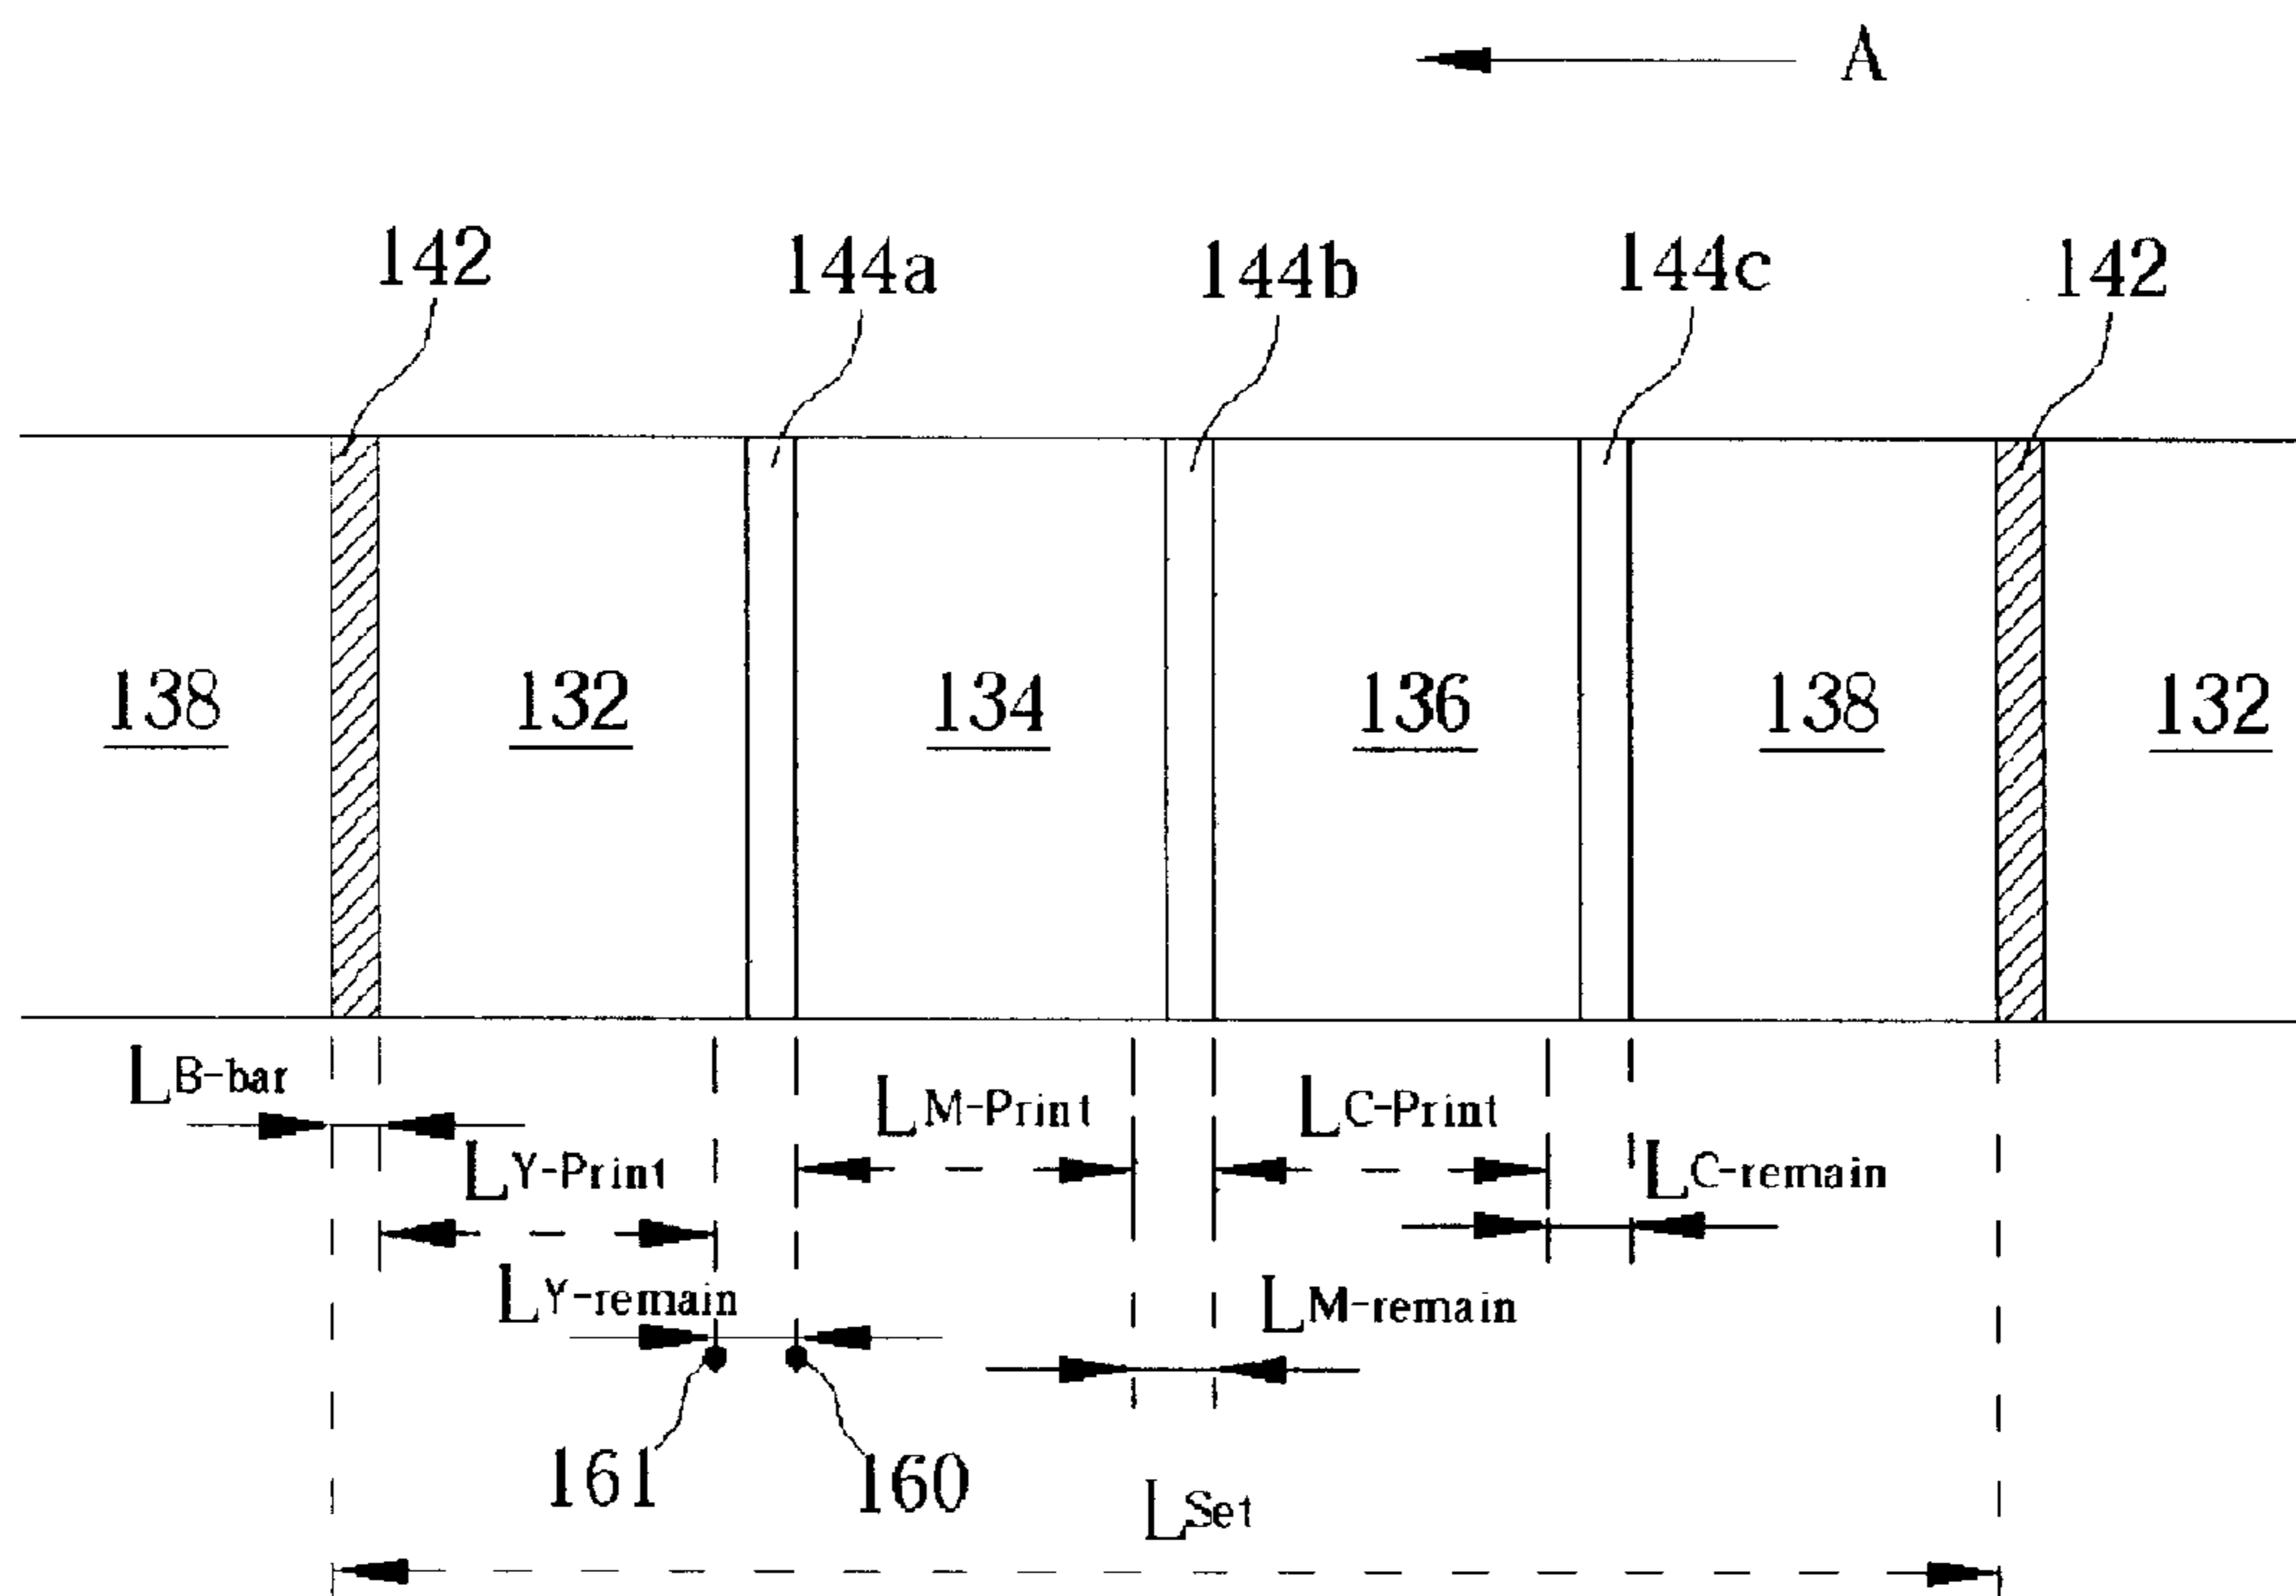 A
142 144a 144b 144c 142
138 132 134 136 138 132
LB-bar
LM-Print LC-Print
LY-Print LC-remain
LY-remain LM-remain
161 160
LSet